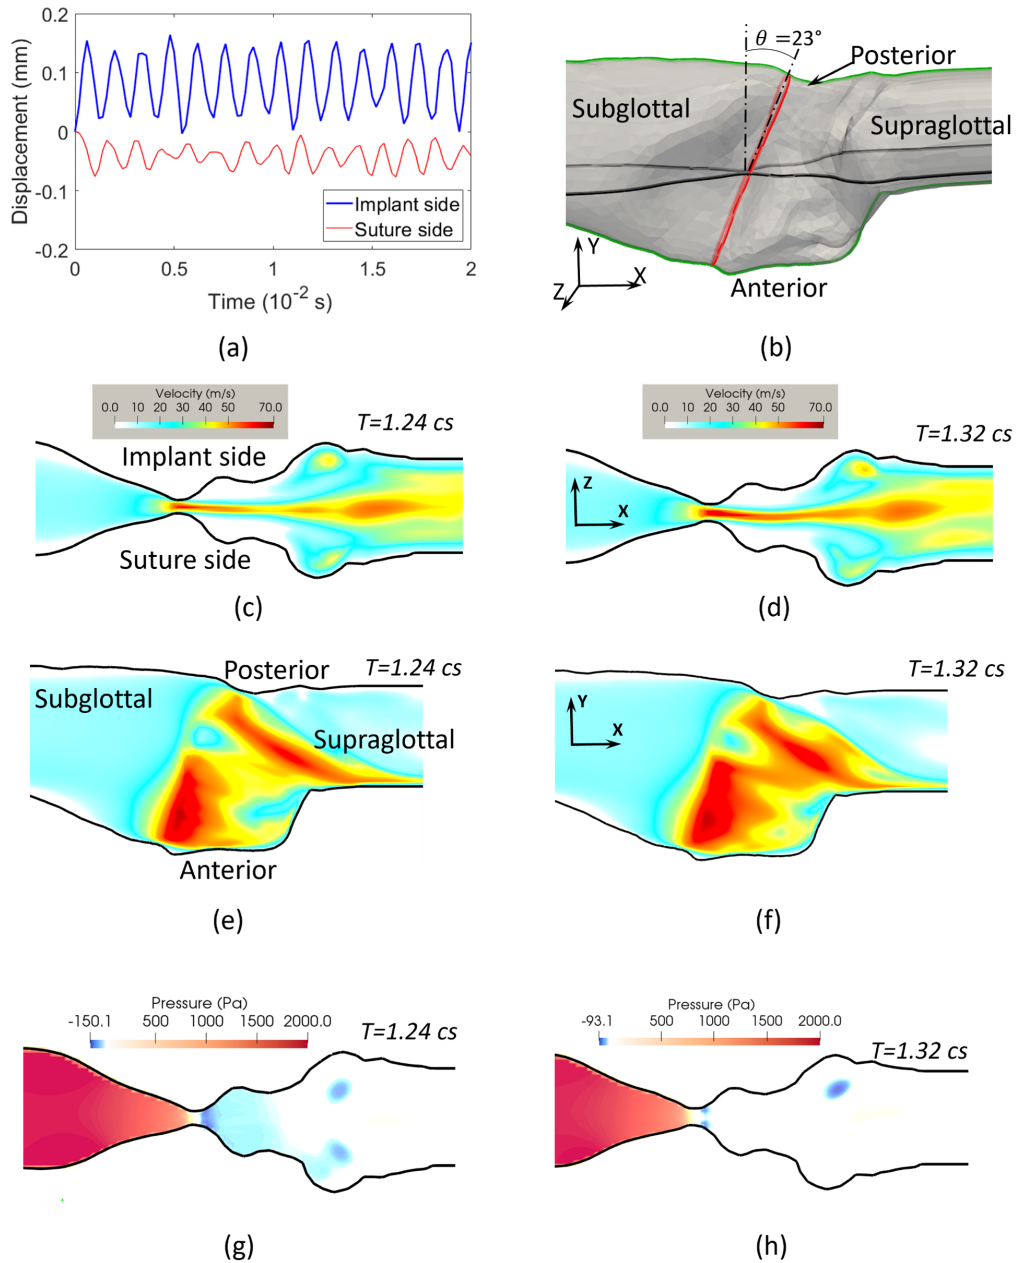 0.2
0.1
0
-0.1
-0.2
Displacement (mm)
Implant side
Suture side
0
0.5
1
1.5
2
Time (10-2 s)
(a)
θ =23°
Posterior
Subglottal
Supraglottal
Y
X
Z
Anterior
(b)
Velocity (m/s)
0.0 10 20 30 40 50 70.0
T=1.24 cs
Implant side
Suture side
(c)
Velocity (m/s)
0.0 10 20 30 40 50 70.0
T=1.32 cs
Z
X
(d)
Posterior
T=1.24 cs
Subglottal
Supraglottal
Anterior
(e)
T=1.32 cs
Y
X
(f)
Pressure (Pa)
-150.1 500 1000 1500 2000.0
T=1.24 cs
(g)
Pressure (Pa)
-93.1 500 1000 1500 2000.0
T=1.32 cs
(h)